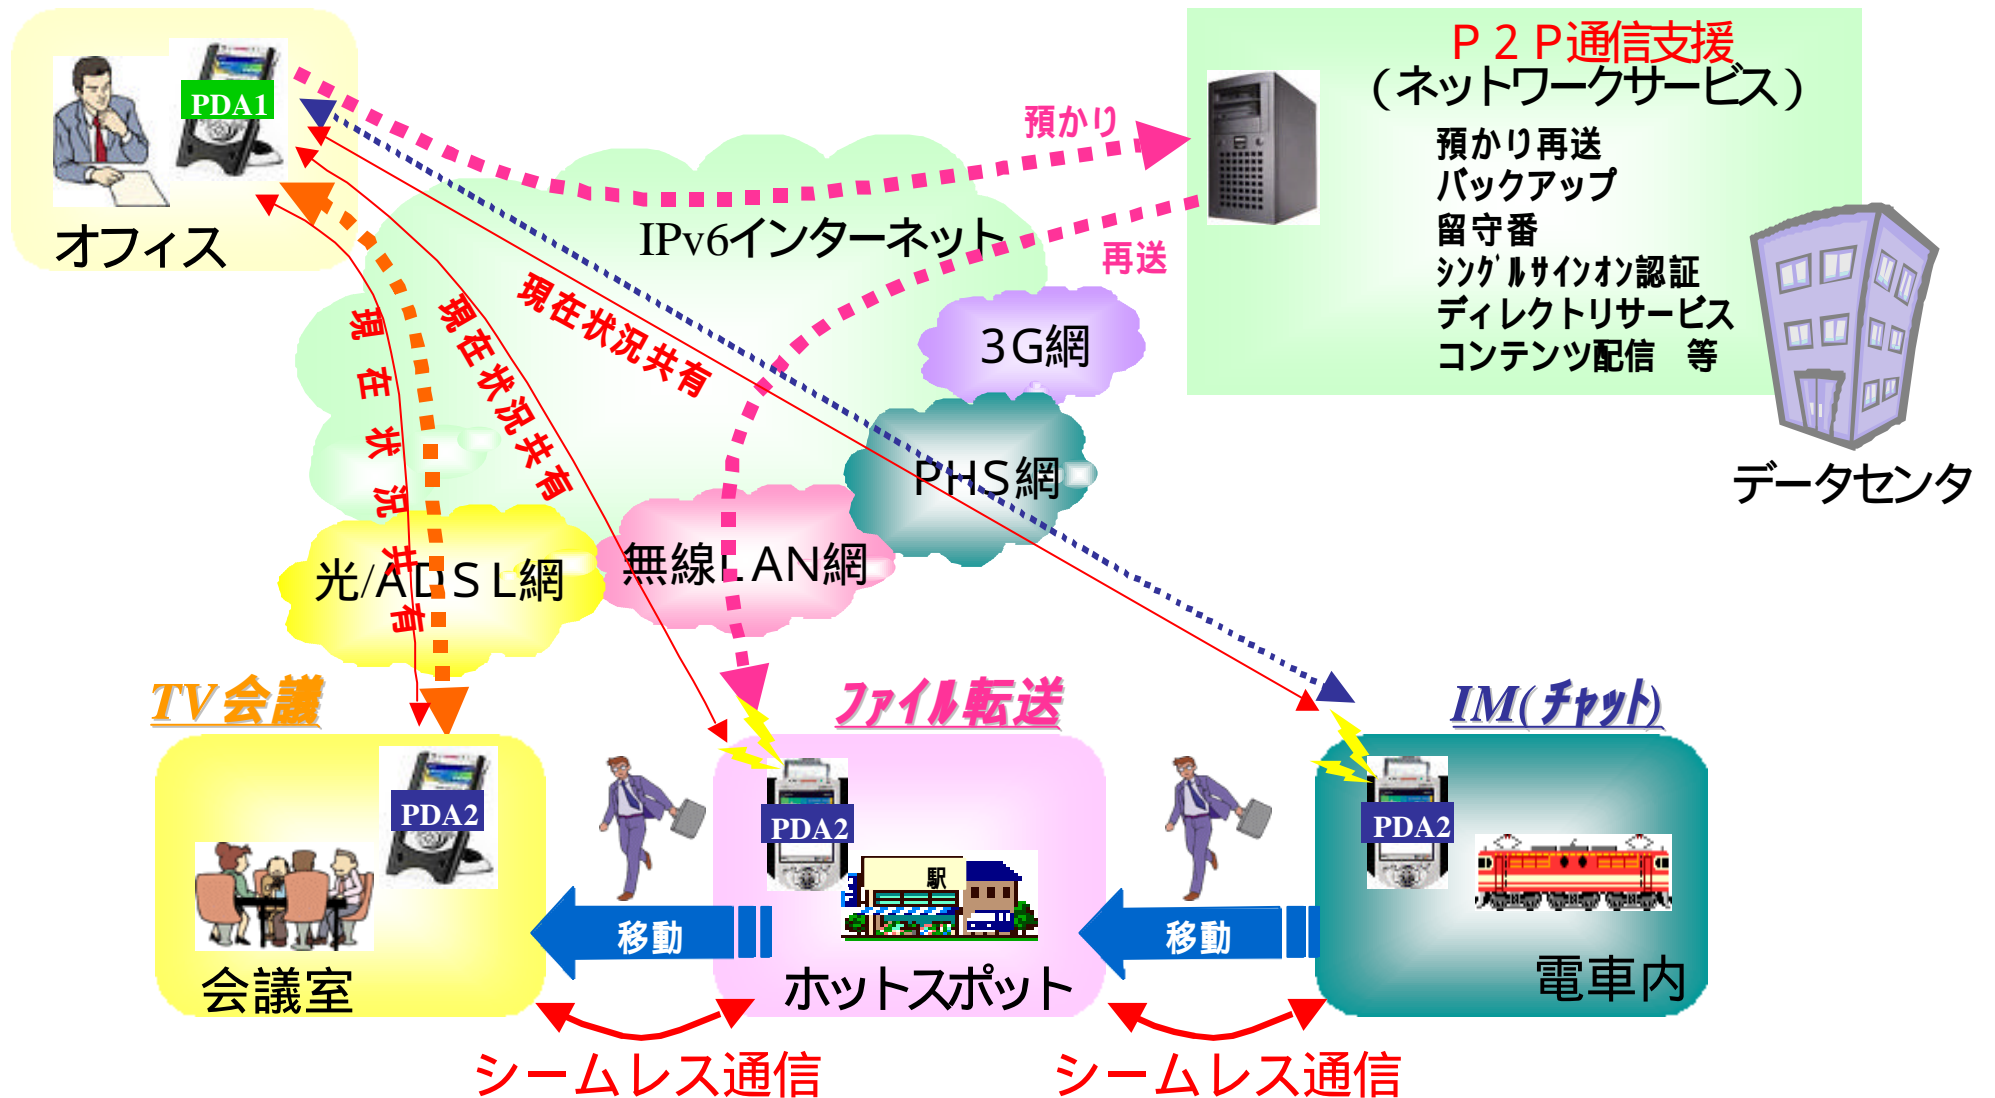 Ｐ２Ｐ通信支援
（ネットワークサービス）
預かり再送
バックアップ
留守番
ｼﾝｸﾞﾙｻｲﾝｵﾝ認証
ディレクトリサービス
コンテンツ配信　等
データセンタ
PDA1
オフィス
預かり
再送
IPv6インターネット
現在状況共有
現在状況共有
現在状況共有
3G網
PHS網
無線LAN網
光/ADSL網
TV会議
ﾌｧｲﾙ転送
IM(ﾁｬｯﾄ)
PDA2
PDA2
PDA2
駅
移動
移動
会議室
ホットスポット
電車内
シームレス通信
シームレス通信